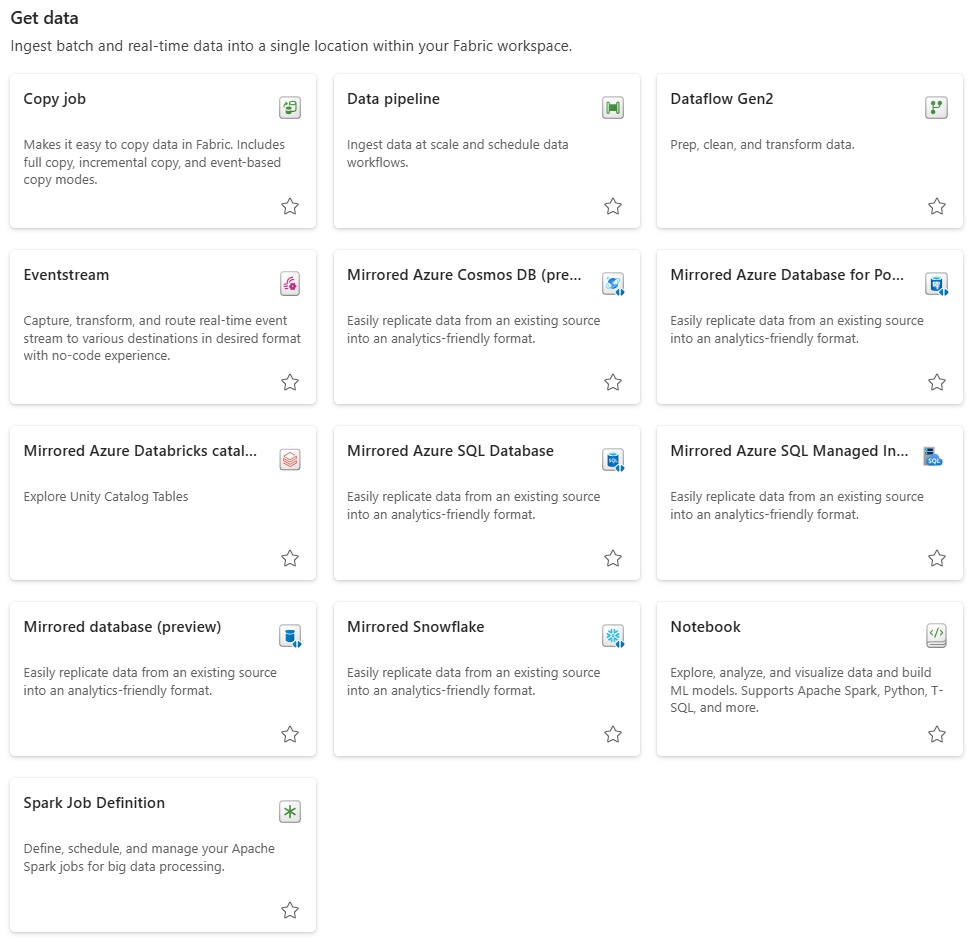 Get data
Ingest batch and real-time data into a single location within your Fabric workspace.
Copy job
Makes it easy to copy data in Fabric. Includes
full copy, incremental copy, and event-based
copy modes.
Data pipeline
Ingest data at scale and schedule data
workflows.
Dataflow Gen2
Prep, clean, and transform data.
Eventstream
Capture, transform, and route real-time event
stream to various destinations in desired format
with no-code experience.
Mirrored Azure Cosmos DB (pre...
Easily replicate data from an existing source
into an analytics-friendly format.
Mirrored Azure Database for Po...
Easily replicate data from an existing source
into an analytics-friendly format.
Mirrored Azure Databricks catal...
Explore Unity Catalog Tables
Mirrored Azure SQL Database
SQL
Easily replicate data from an existing source
into an analytics-friendly format.
Mirrored Azure SQL Managed In...
SQL
Easily replicate data from an existing source
into an analytics-friendly format.
Mirrored database (preview)
Easily replicate data from an existing source
into an analytics-friendly format.
Mirrored Snowflake
Easily replicate data from an existing source
into an analytics-friendly format.
Notebook
</>
Explore, analyze, and visualize data and build
ML models. Supports Apache Spark, Python, T-
SQL, and more.
Spark Job Definition
Define, schedule, and manage your Apache
Spark jobs for big data processing.